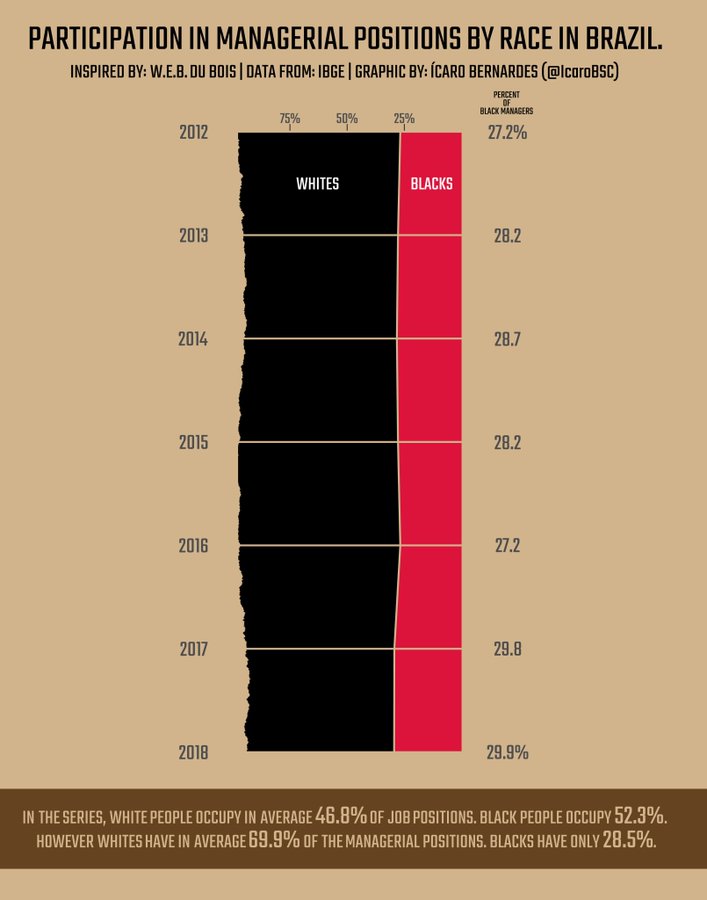 PARTICIPATION IN MANAGERIAL POSITIONS BY RACE IN BRAZIL.
INSPIRED BY: W.E.B. DU BOIS | DATA FROM: IBGE | GRAPHIC BY: ÍCARO BERNARDES (@IcaroBSC)
PERCENT
OF
BLACK MANAGERS
75% 50% 25%
2012 27.2%
WHITES BLACKS
2013 28.2
2014 28.7
2015 28.2
2016 27.2
2017 29.8
2018 29.9%
IN THE SERIES, WHITE PEOPLE OCCUPY IN AVERAGE 46.8% OF JOB POSITIONS. BLACK PEOPLE OCCUPY 52.3%.
HOWEVER WHITES HAVE IN AVERAGE 69.9% OF THE MANAGERIAL POSITIONS. BLACKS HAVE ONLY 28.5%.